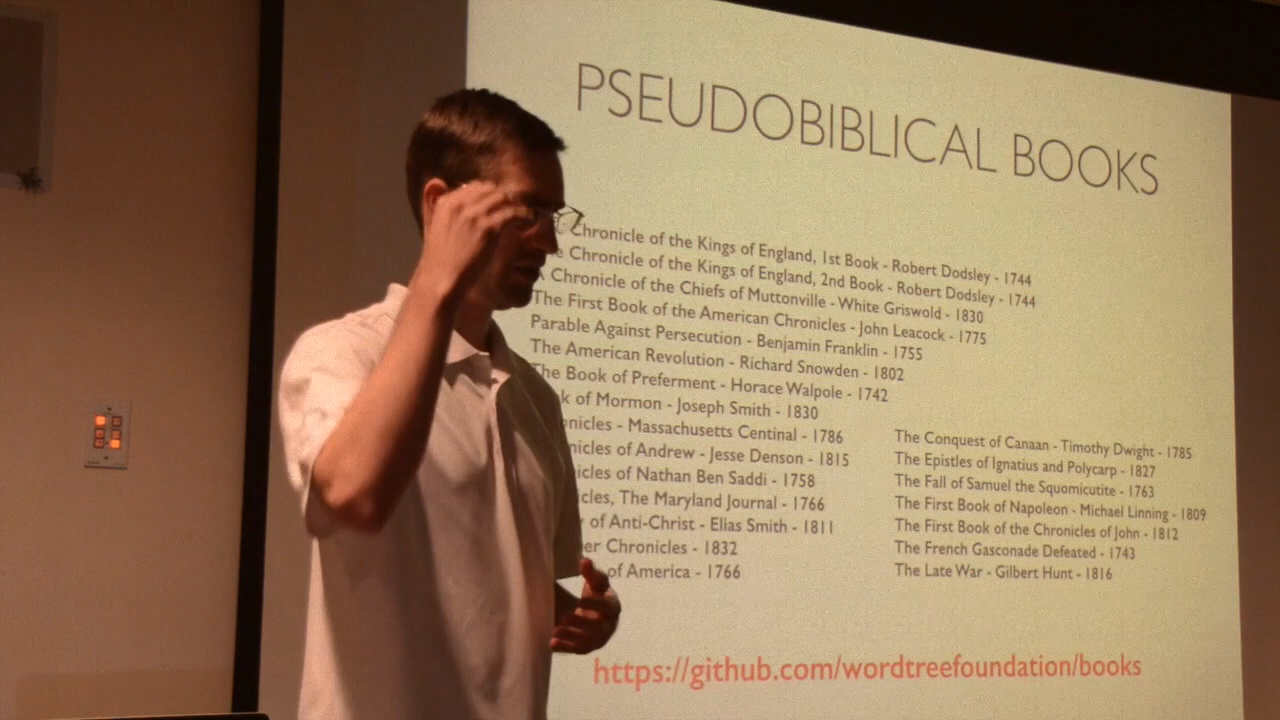 PSEUDOBIBLICAL BOOKS
Chronicle of the Kings of England, 1st Book - Robert Dodsley - 1744
Chronicle of the Kings of England, 2nd Book - Robert Dodsley - 1744
A Chronicle of the Chiefs of Muttonville - White Griswold - 1830
The First Book of the American Chronicles - John Leacock - 1775
Parable Against Persecution - Benjamin Franklin - 1755
The American Revolution - Richard Snowden - 1802
The Book of Preferment - Horace Walpole - 1742
of Mormon - Joseph Smith - 1830
- Massachusetts Centinal - 1786
of Andrew - Jesse Denson - 1815
of Nathan Ben Saddi - 1758
The Maryland Journal - 1766
of Anti-Christ - Elias Smith - 1811
Chronicles - 1832
of America - 1766
The Conquest of Canaan - Timothy Dwight - 1785
The Epistles of Ignatius and Polycarp - 1827
The Fall of Samuel the Squomicutite - 1763
The First Book of Napoleon - Michael Linning - 1809
The First Book of the Chronicles of John - 1812
The French Gasconade Defeated - 1743
The Late War - Gilbert Hunt - 1816
https://github.com/wordtreefoundation/books